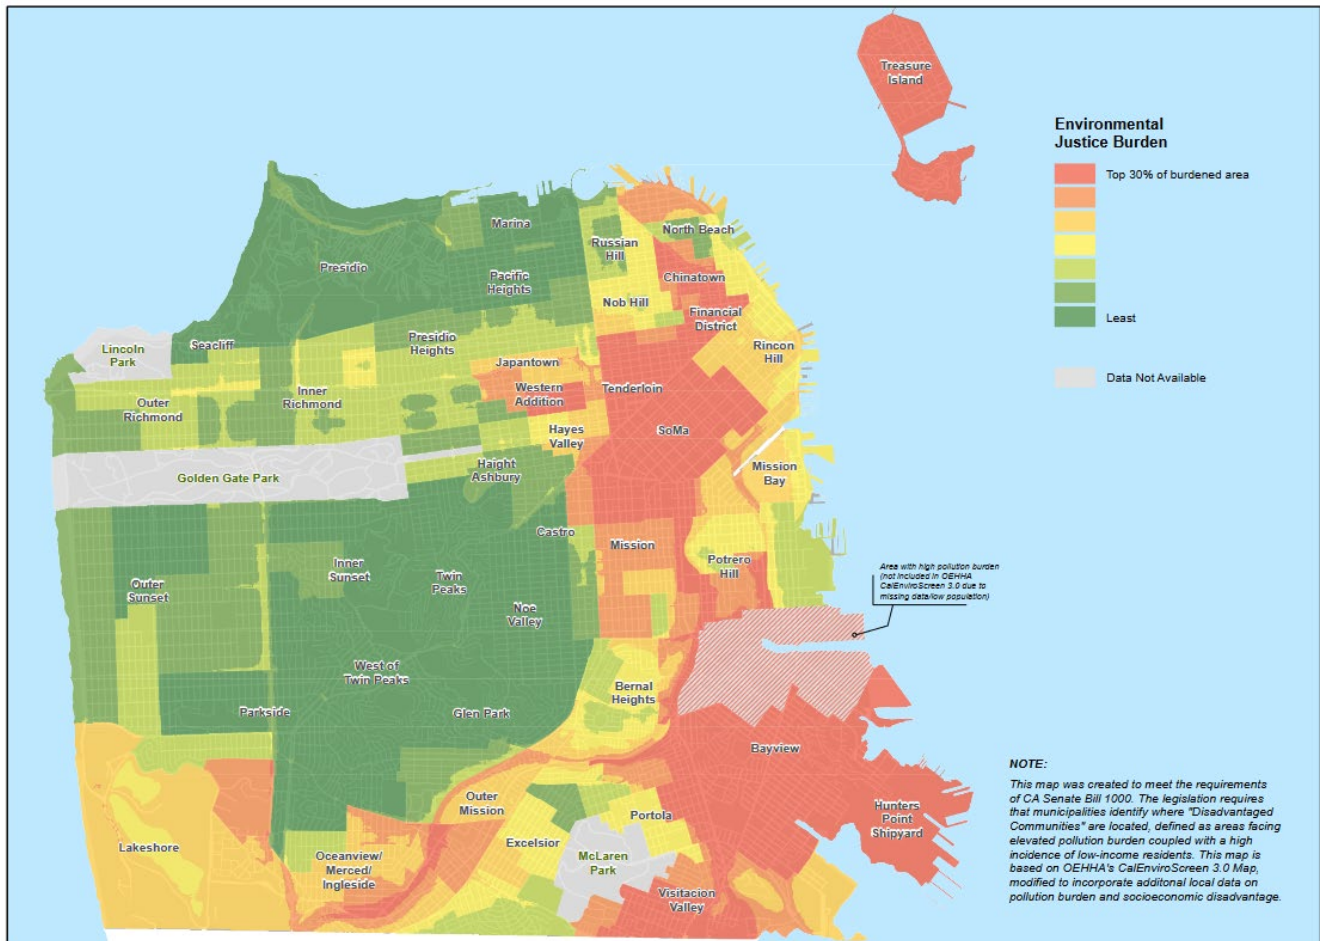 Treasure
Island
Environmental
Justice Burden
Top 30% of burdened area
Least
Data Not Available
Marina
Russian
Hill
North Beach
Presidio
Pacific
Heights
Chinatown
Nob Hill
Financial
District
Lincoln
Park
Seacliff
Presidio
Heights
Rincon
Hill
Japantown
Outer
Richmond
Inner
Richmond
Western
Addition
Tenderloin
Hayes
Valley
SoMa
Golden Gate Park
Haight
Ashbury
Mission
Bay
Castro
Mission
Outer
Sunset
Inner
Sunset
Twin
Peaks
Potrero
Hill
Noe
Valley
Area with high pollution burden
(not included in OEHHA
CalEnviroScreen 3.0 due to
missing data/low population)
West of
Twin Peaks
Bernal
Heights
Parkside
Glen Park
Bayview
Outer
Mission
Hunters
Point
Shipyard
Portola
Lakeshore
Excelsior
Oceanview/
Merced/
Ingleside
McLaren
Park
Visitacion
Valley
NOTE:
This map was created to meet the requirements
of CA Senate Bill 1000. The legislation requires
that municipalities identify where "Disadvantaged
Communities" are located, defined as areas facing
elevated pollution burden coupled with a high
incidence of low-income residents. This map is
based on OEHHA's CalEnviroScreen 3.0 Map,
modified to incorporate additonal local data on
pollution burden and socioeconomic disadvantage.